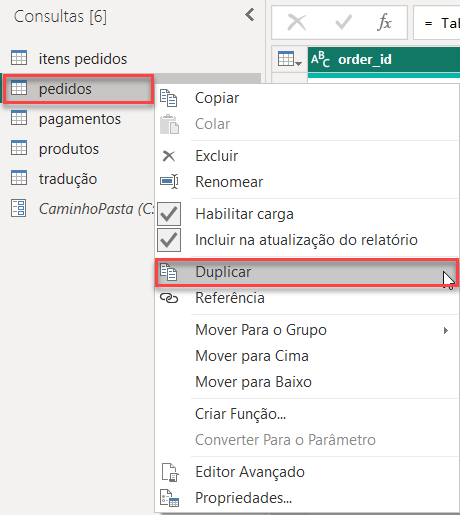 Consultas [6]
fx
= Tal
itens pedidos
ABC order_id
pedidos
pagamentos
produtos
tradução
CaminhoPasta (C:
Copiar
Colar
Excluir
Renomear
Habilitar carga
Incluir na atualização do relatório
Duplicar
Referência
Mover Para o Grupo
Mover para Cima
Mover para Baixo
Criar Função...
Converter Para o Parâmetro
Editor Avançado
Propriedades...